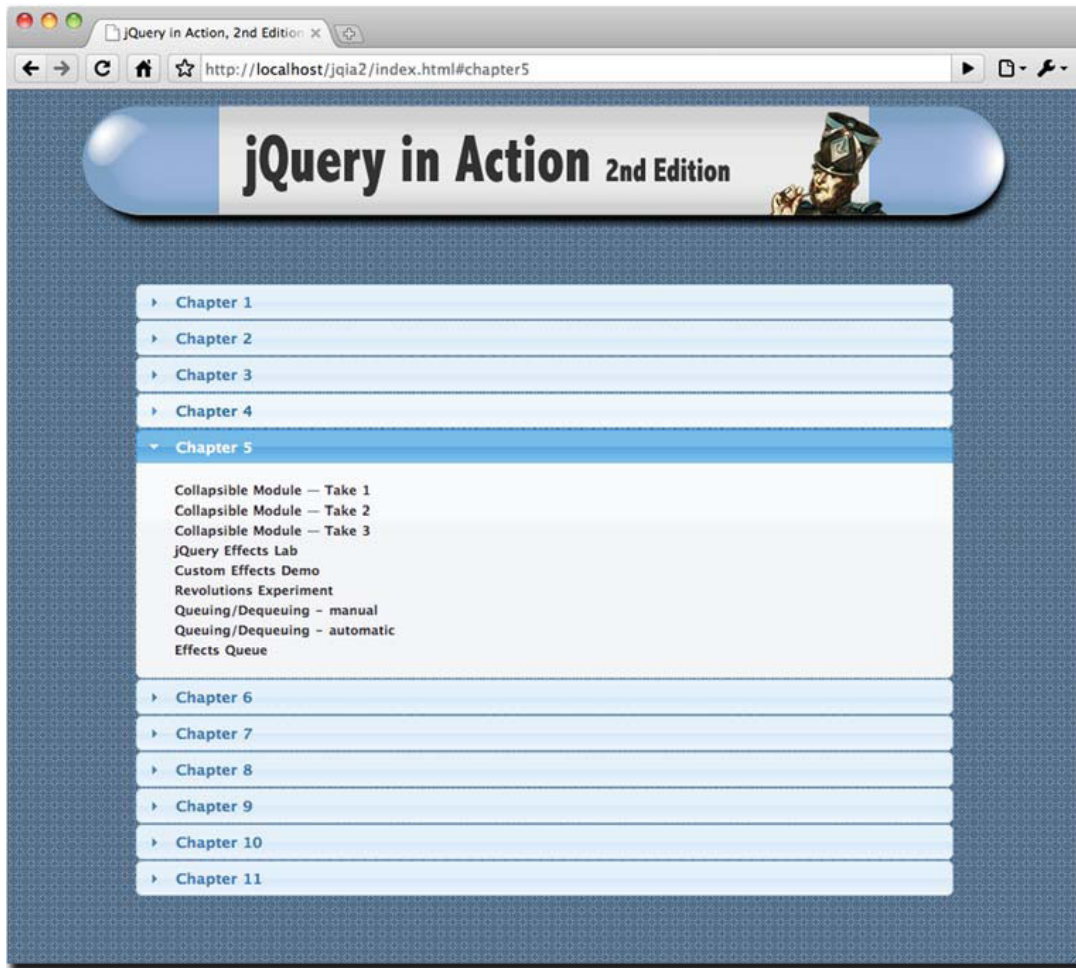 jQuery in Action, 2nd Edition
http://localhost/jqia2/index.html#chapter5
jQuery in Action 2nd Edition
Chapter 1
Chapter 2
Chapter 3
Chapter 4
Chapter 5
Collapsible Module — Take 1
Collapsible Module — Take 2
Collapsible Module — Take 3
jQuery Effects Lab
Custom Effects Demo
Revolutions Experiment
Queuing/Dequeuing - manual
Queuing/Dequeuing - automatic
Effects Queue
Chapter 6
Chapter 7
Chapter 8
Chapter 9
Chapter 10
Chapter 11